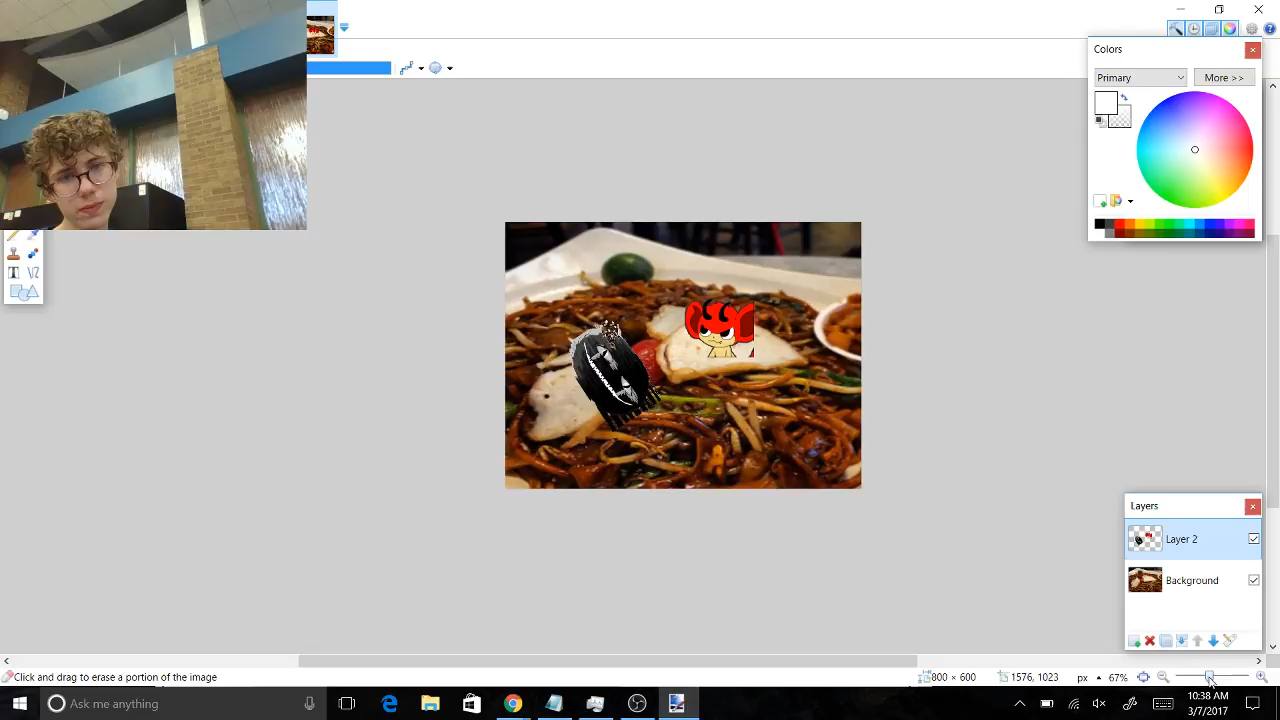 Colors
Primary
More >>
Layers
Layer 2
Background
Click and drag to erase a portion of the image
800 × 600
1576, 1023
px
67%
Ask me anything
10:38 AM
3/7/2017